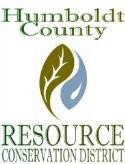 Humboldt
County
RESOURCE
CONSERVATION DISTRICT